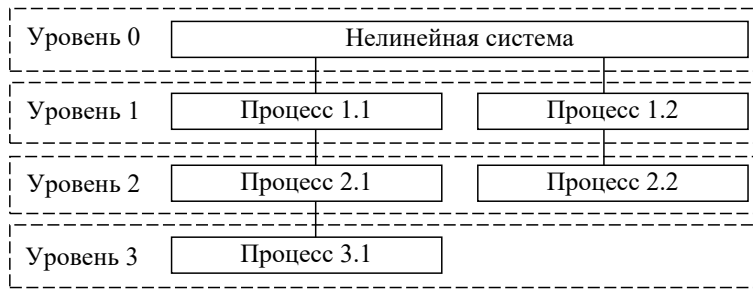 Уровень 0 Нелинейная система
Уровень 1 Процесс 1.1 Процесс 1.2
Уровень 2 Процесс 2.1 Процесс 2.2
Уровень 3 Процесс 3.1